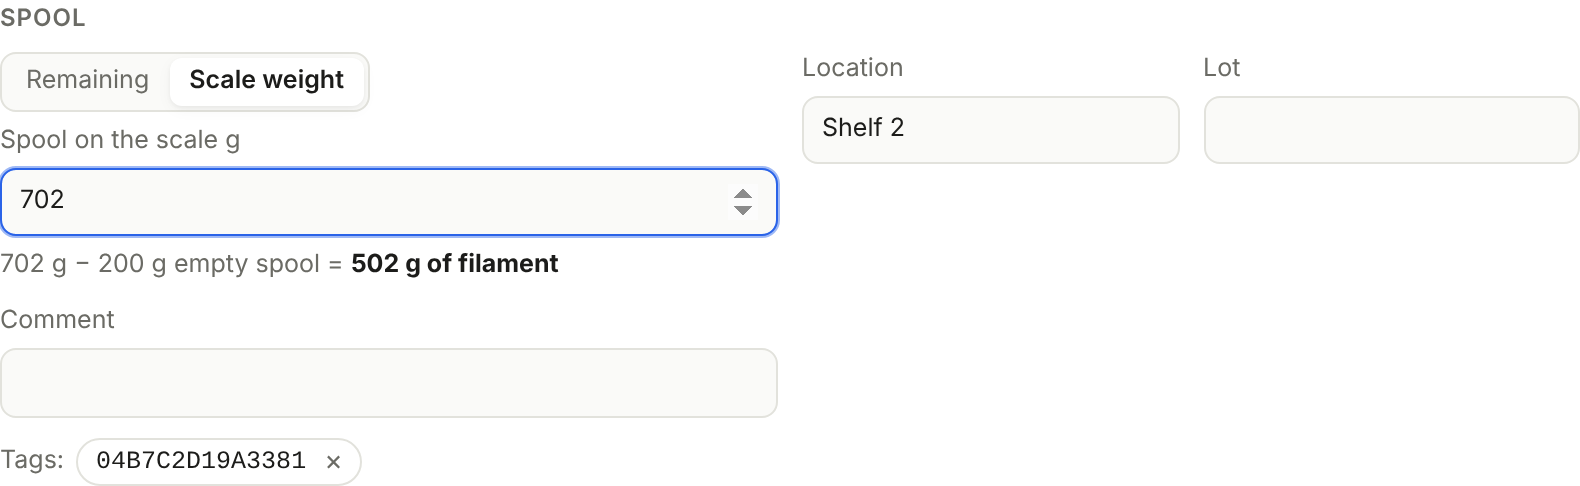 SPOOL
Remaining
Scale weight
Spool on the scale g
702
702 g − 200 g empty spool = 502 g of filament
Location
Shelf 2
Lot
Comment
Tags: 04B7C2D19A3381 ×